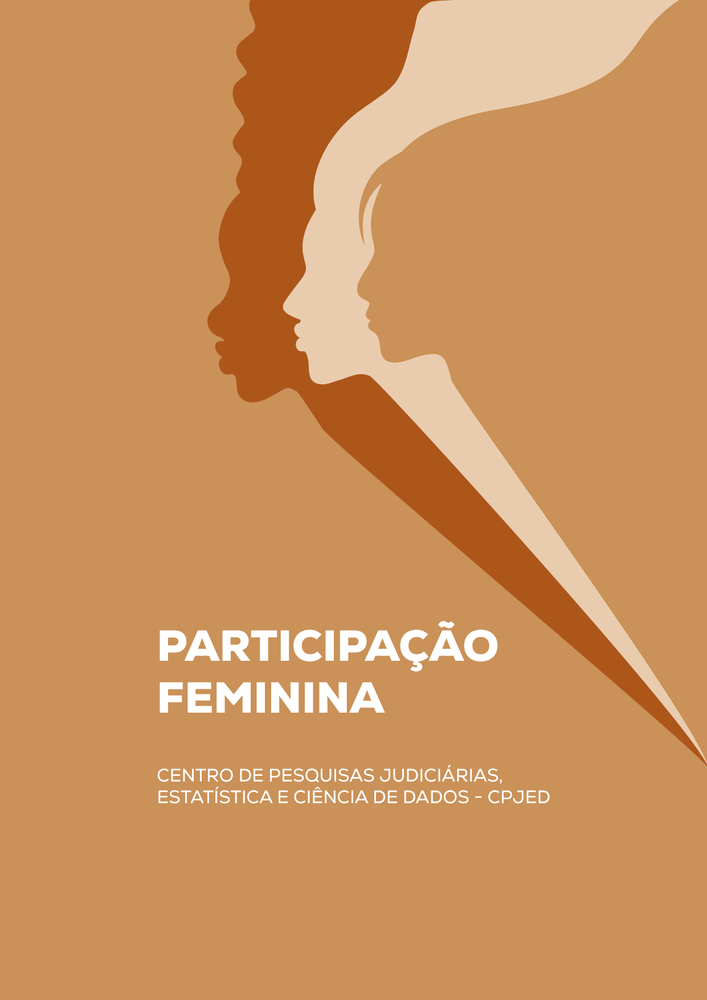 PARTICIPAÇÃO
FEMININA
CENTRO DE PESQUISAS JUDICIÁRIAS,
ESTATÍSTICA E CIÊNCIA DE DADOS - CPJED